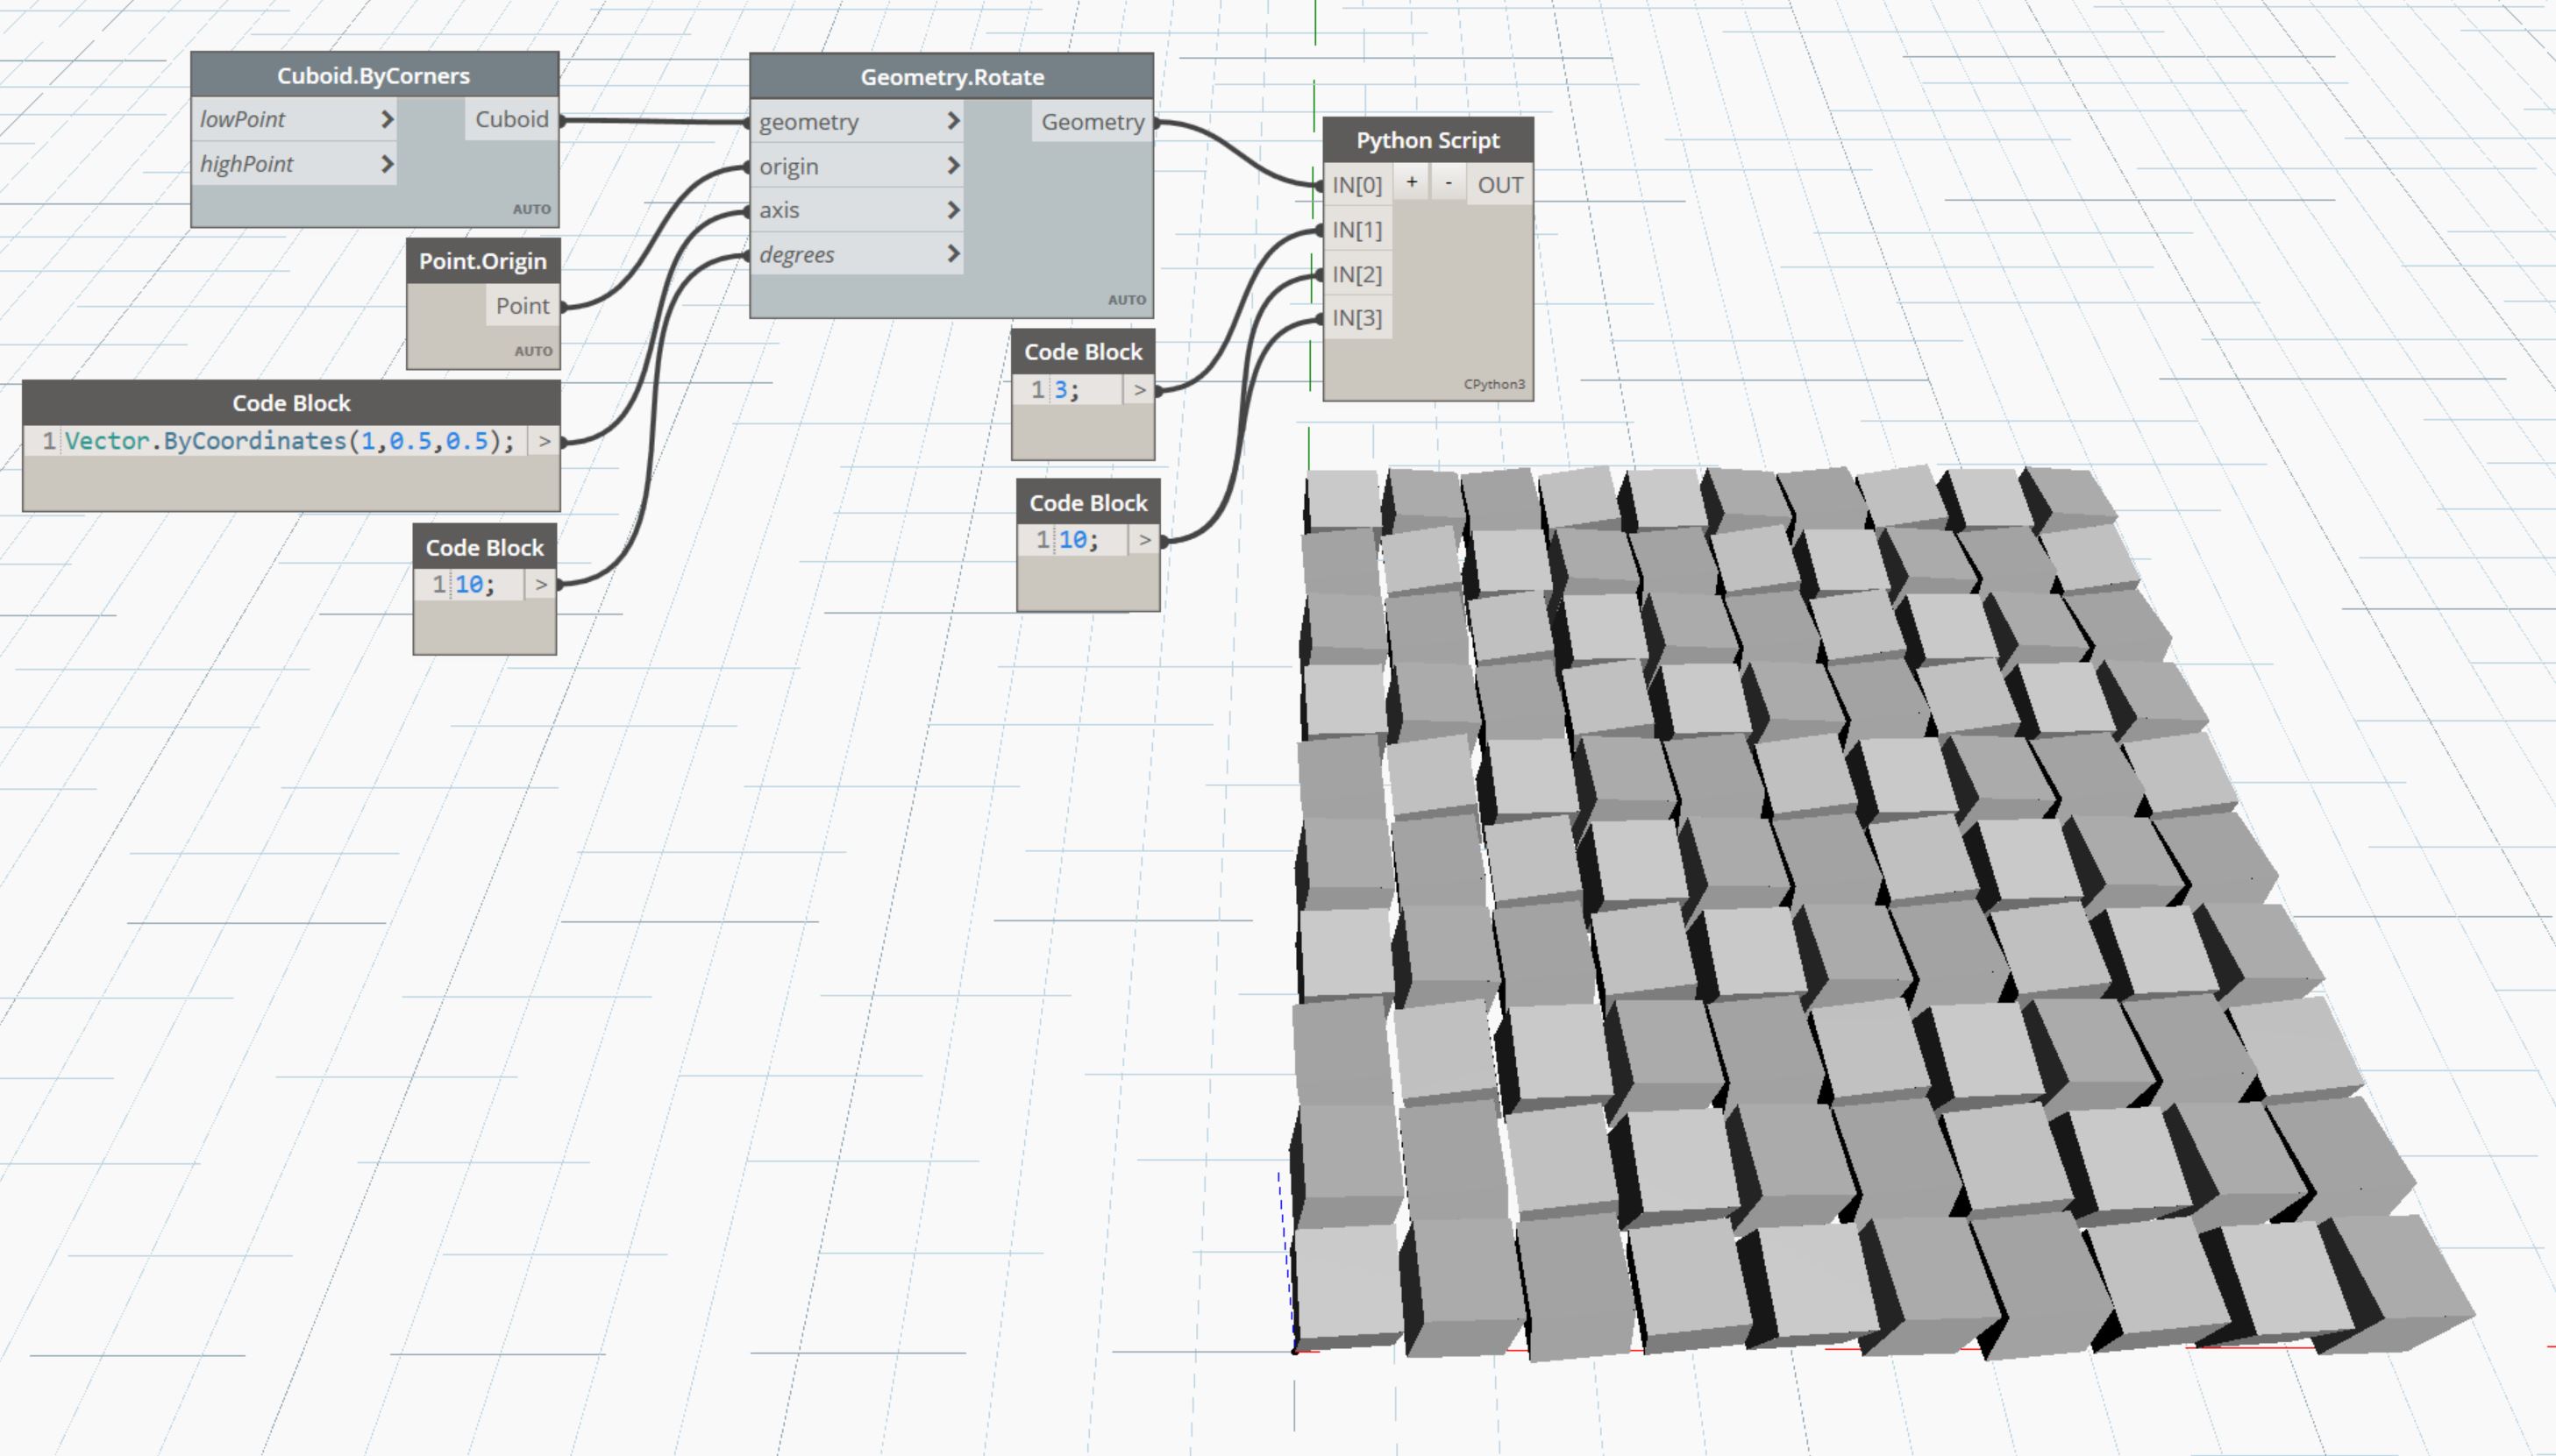 Cuboid.ByCorners
lowPoint > Cuboid
highPoint >
AUTO
Point.Origin
Point
AUTO
Code Block
1 Vector.ByCoordinates(1,0.5,0.5); >
Code Block
1 10; >
Geometry.Rotate
geometry > Geometry
origin >
axis >
degrees >
AUTO
Code Block
1 3; >
Code Block
1 10; >
Python Script
IN[0] + - OUT
IN[1]
IN[2]
IN[3]
CPython3